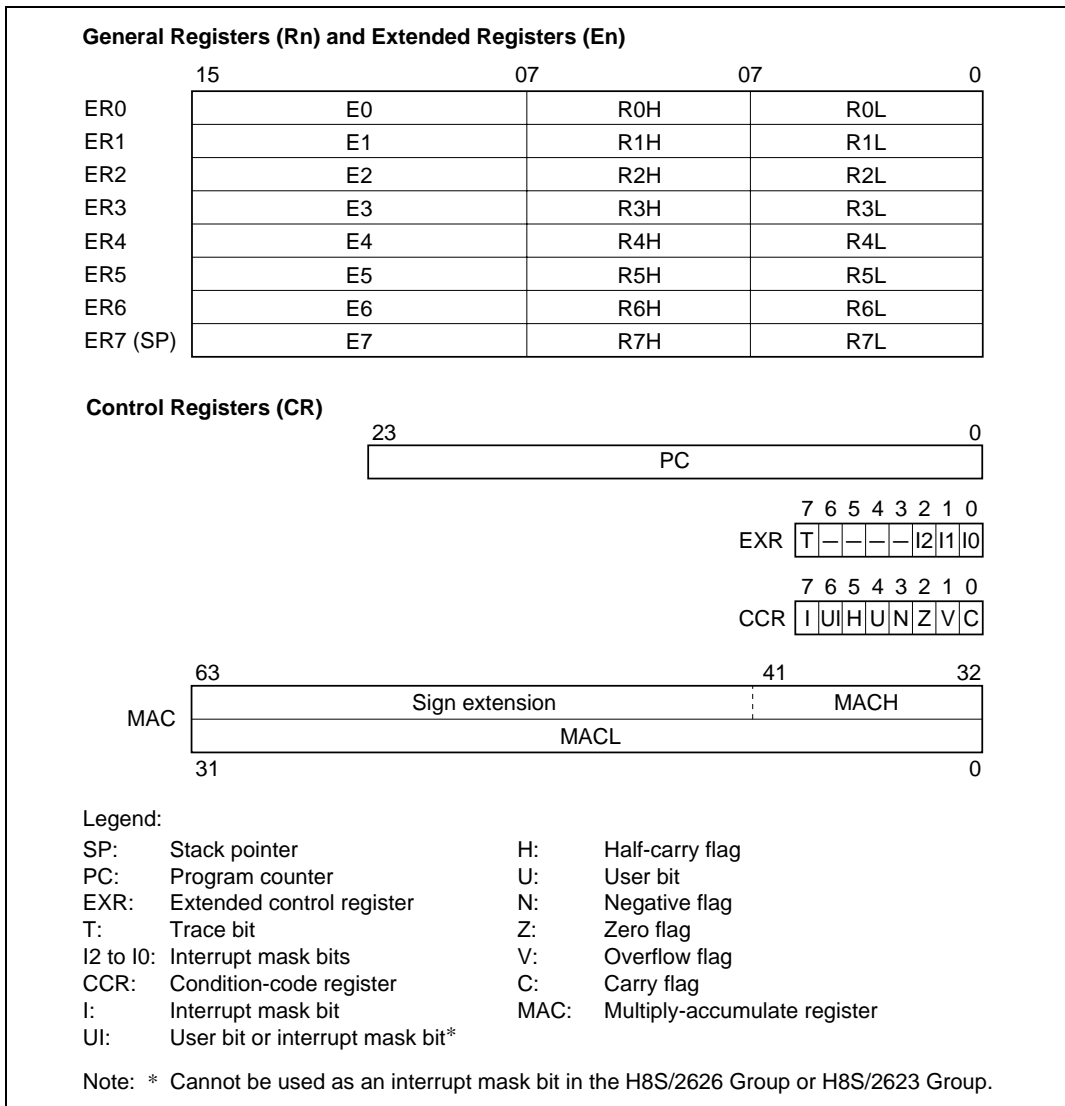 General Registers (Rn) and Extended Registers (En)
15 07 07 0
ER0 E0 R0H R0L
ER1 E1 R1H R1L
ER2 E2 R2H R2L
ER3 E3 R3H R3L
ER4 E4 R4H R4L
ER5 E5 R5H R5L
ER6 E6 R6H R6L
ER7 (SP) E7 R7H R7L
Control Registers (CR)
23 0
PC
7 6 5 4 3 2 1 0
EXR T — — — — I2 I1 I0
7 6 5 4 3 2 1 0
CCR I UI H U N Z V C
63 41 32
MAC Sign extension MACH
MACL
31 0
Legend:
SP: Stack pointer H: Half-carry flag
PC: Program counter U: User bit
EXR: Extended control register N: Negative flag
T: Trace bit Z: Zero flag
I2 to I0: Interrupt mask bits V: Overflow flag
CCR: Condition-code register C: Carry flag
I: Interrupt mask bit MAC: Multiply-accumulate register
UI: User bit or interrupt mask bit*
Note: * Cannot be used as an interrupt mask bit in the H8S/2626 Group or H8S/2623 Group.